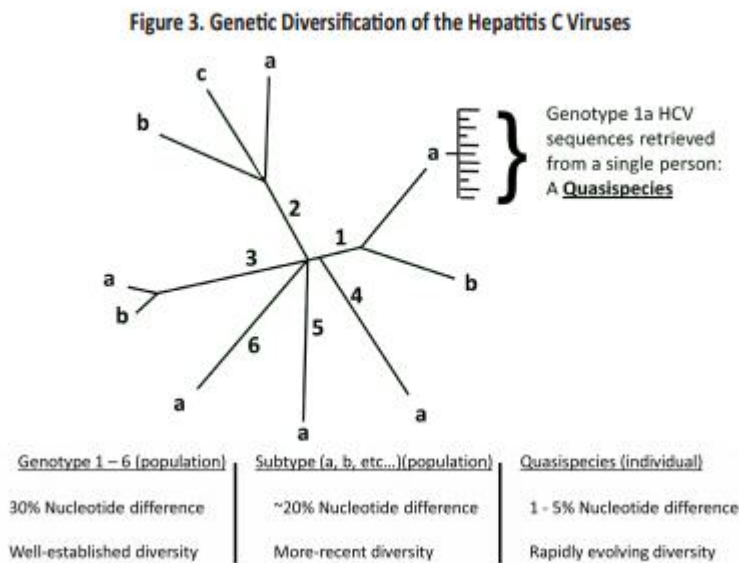 Figure 3. Genetic Diversification of the Hepatitis C Viruses
c
a
b
a
Genotype 1a HCV
sequences retrieved
from a single person:
A Quasispecies
2
1
3
a
b
b
4
5
6
a
a
a
Genotype 1 – 6 (population)
30% Nucleotide difference
Well-established diversity
Subtype (a, b, etc...)(population)
~20% Nucleotide difference
More-recent diversity
Quasispecies (individual)
1 - 5% Nucleotide difference
Rapidly evolving diversity